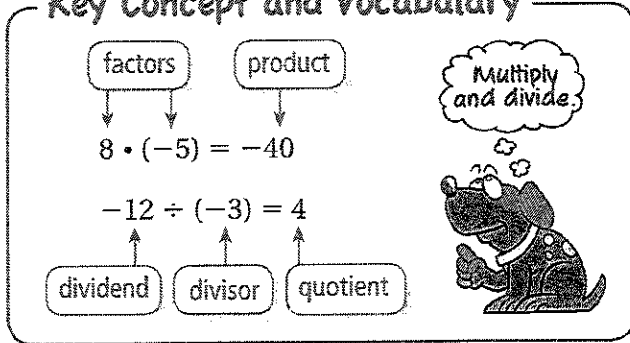 Key Concept and Vocabulary
factors product
8 • (−5) = −40
−12 ÷ (−3) = 4
dividend divisor quotient
Multiply
and divide.